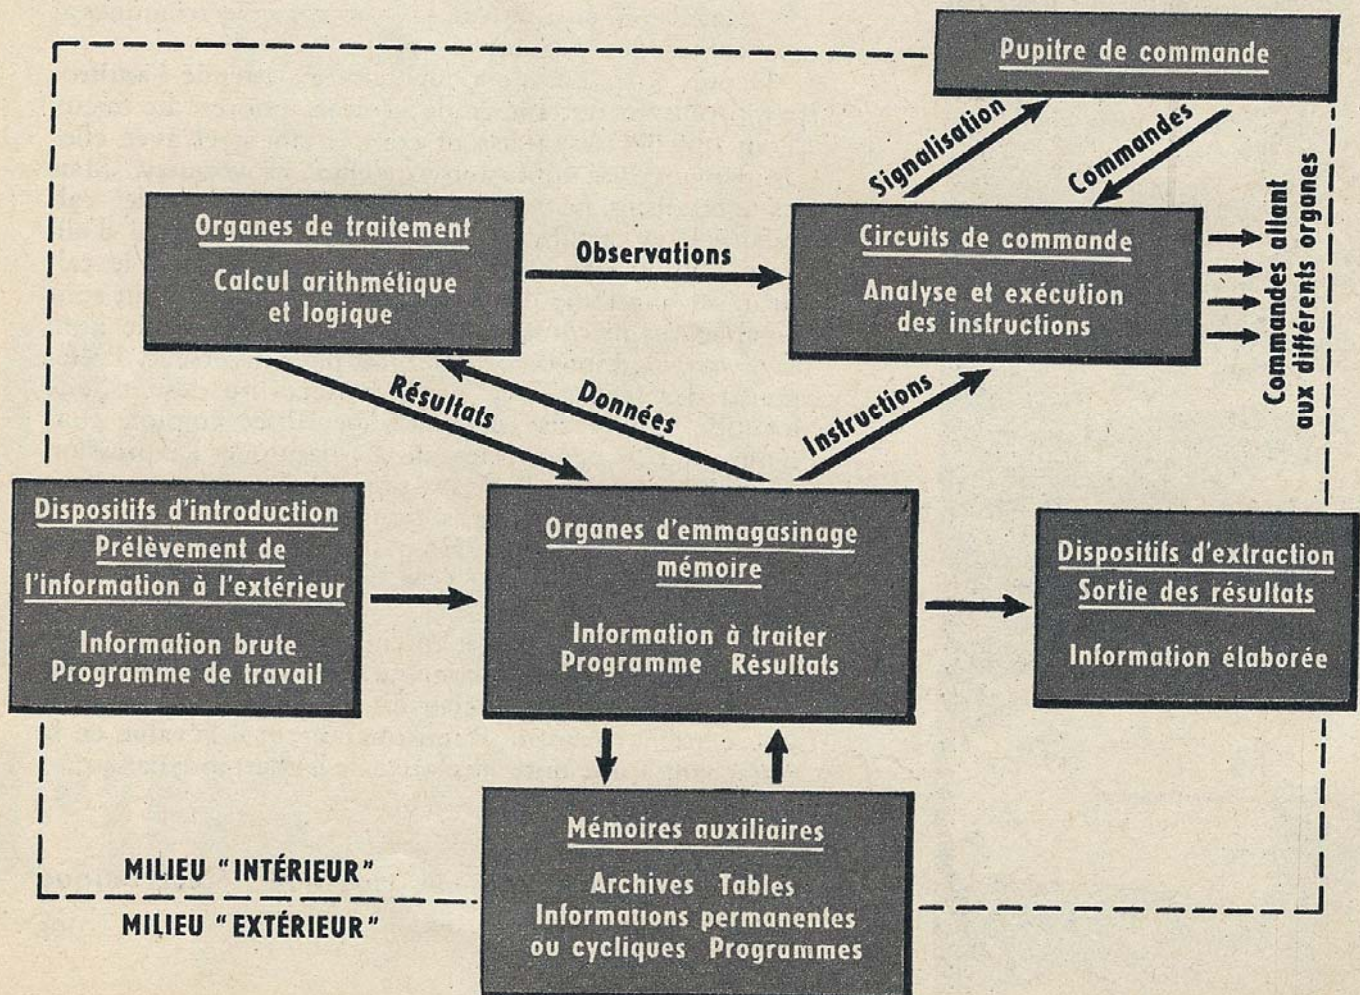 Pupitre de commande
Signalisation
Commandes
Organes de traitement
Calcul arithmétique
et logique
Observations
Circuits de commande
Analyse et exécution
des instructions
Commandes allant
aux différents organes
Résultats
Données
Instructions
Dispositifs d'introduction
Prélèvement de
l'information à l'extérieur
Information brute
Programme de travail
Organes d'emmagasinage
mémoire
Information à traiter
Programme Résultats
Dispositifs d'extraction
Sortie des résultats
Information élaborée
Mémoires auxiliaires
Archives Tables
Informations permanentes
ou cycliques Programmes
MILIEU "INTÉRIEUR"
MILIEU "EXTÉRIEUR"